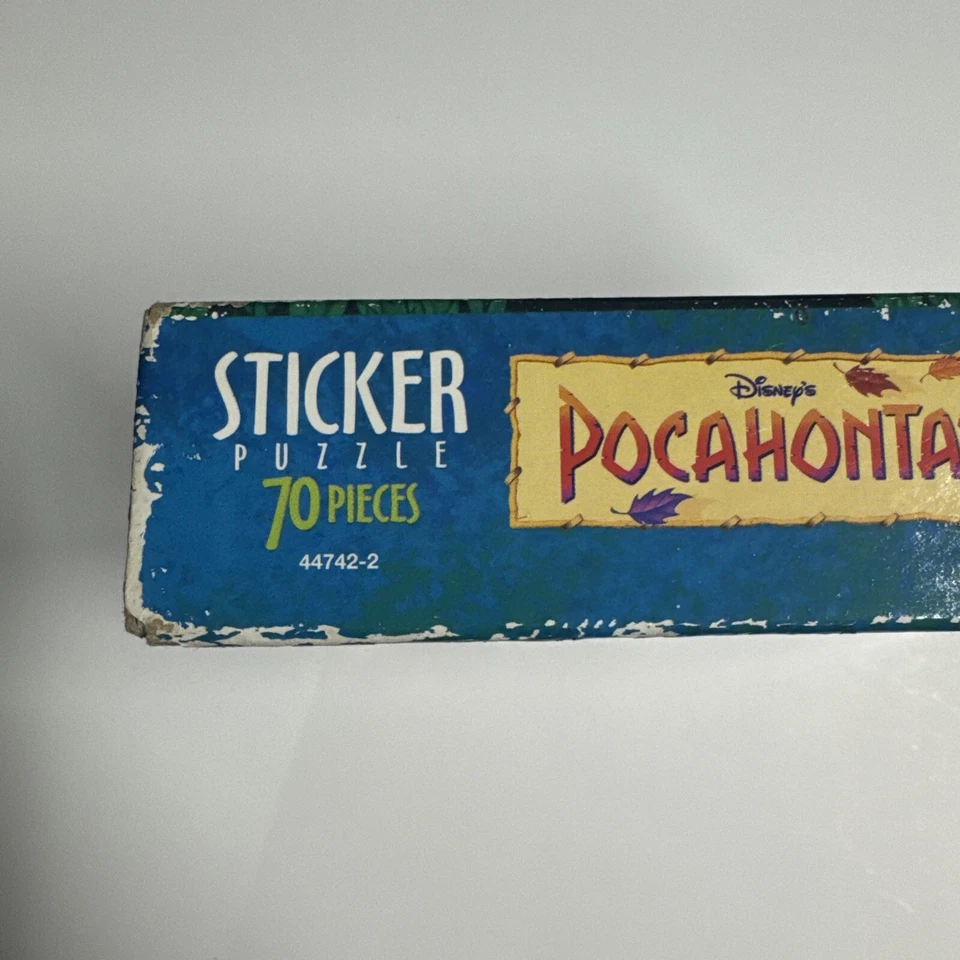 STICKER
PUZZLE
70 PIECES
44742-2
DISNEY'S
POCAHONTA